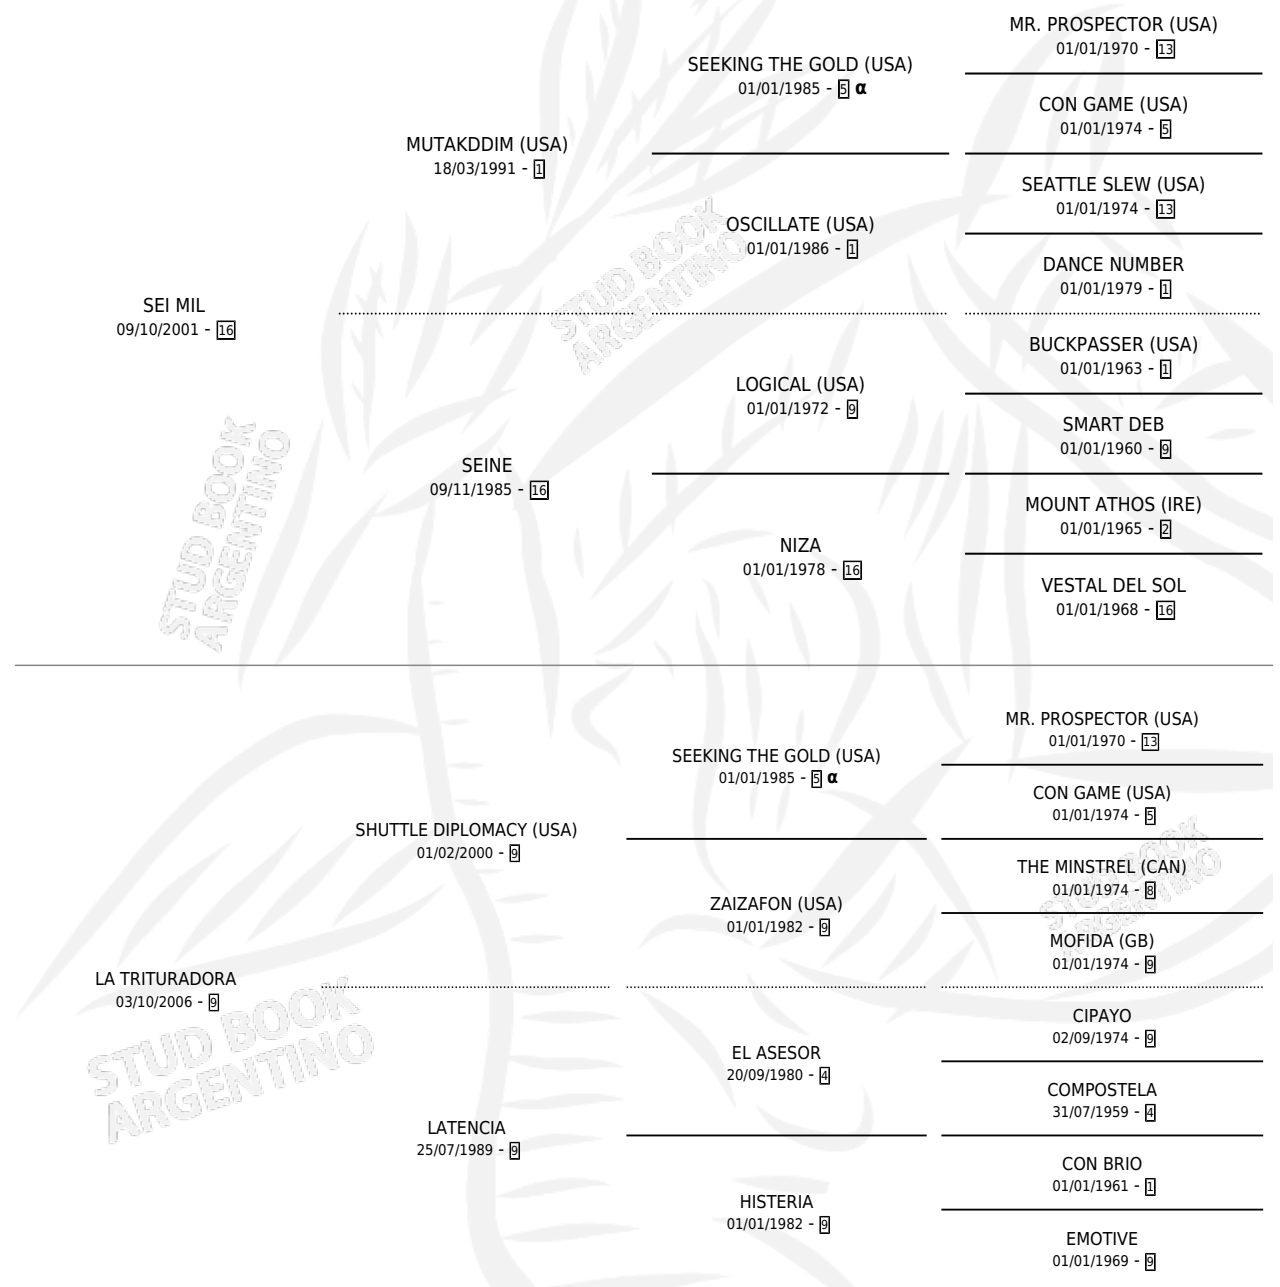 MR. PROSPECTOR (USA)
01/01/1970 - 13
SEEKING THE GOLD (USA)
01/01/1985 - 5 α
CON GAME (USA)
01/01/1974 - 5
MUTAKDDIM (USA)
18/03/1991 - 1
SEATTLE SLEW (USA)
01/01/1974 - 13
OSCILLATE (USA)
01/01/1986 - 1
DANCE NUMBER
01/01/1979 - 1
SEI MIL
09/10/2001 - 16
BUCKPASSER (USA)
01/01/1963 - 1
LOGICAL (USA)
01/01/1972 - 9
SMART DEB
01/01/1960 - 9
SEINE
09/11/1985 - 16
MOUNT ATHOS (IRE)
01/01/1965 - 2
NIZA
01/01/1978 - 16
VESTAL DEL SOL
01/01/1968 - 16
STUD BOOK
ARGENTINO
STUD BOOK
ARGENTINO
MR. PROSPECTOR (USA)
01/01/1970 - 13
SEEKING THE GOLD (USA)
01/01/1985 - 5 α
CON GAME (USA)
01/01/1974 - 5
SHUTTLE DIPLOMACY (USA)
01/02/2000 - 9
THE MINSTREL (CAN)
01/01/1974 - 8
ZAIZAFON (USA)
01/01/1982 - 9
MOFIDA (GB)
01/01/1974 - 9
LA TRITURADORA
03/10/2006 - 9
CIPAYO
02/09/1974 - 9
EL ASESOR
20/09/1980 - 4
COMPOSTELA
31/07/1959 - 4
LATENCIA
25/07/1989 - 9
CON BRIO
01/01/1961 - 1
HISTERIA
01/01/1982 - 9
EMOTIVE
01/01/1969 - 9
STUD BOOK
ARGENTINO
STUD BOOK
ARGENTINO